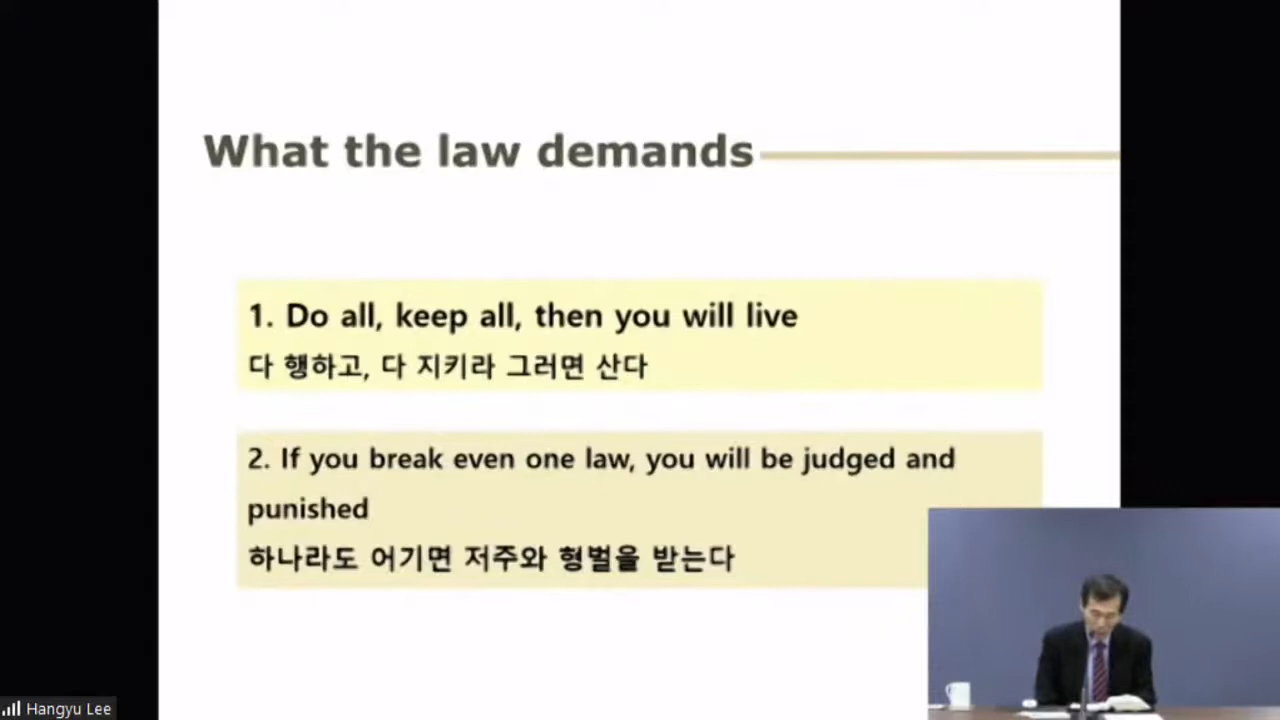 What the law demands
1. Do all, keep all, then you will live
다 행하고, 다 지키라 그러면 산다
2. If you break even one law, you will be judged and
punished
하나라도 어기면 저주와 형벌을 받는다
Hangyu Lee